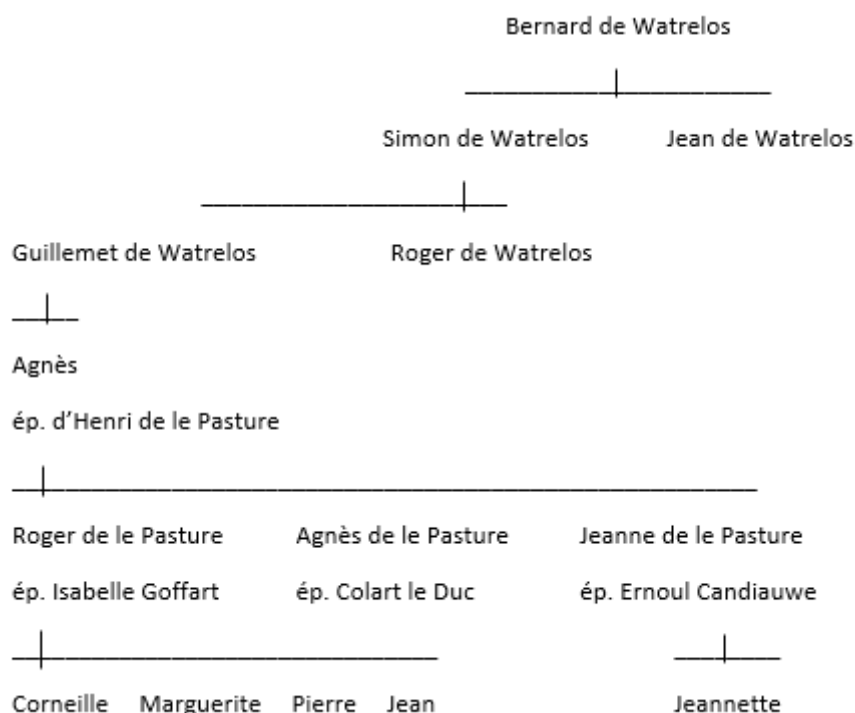 Bernard de Watrelos
Simon de Watrelos Jean de Watrelos
Guillemet de Watrelos Roger de Watrelos
Agnès
ép. d’Henri de le Pasture
Roger de le Pasture Agnès de le Pasture Jeanne de le Pasture
ép. Isabelle Goffart ép. Colart le Duc ép. Ernoul Candiauwe
Corneille Marguerite Pierre Jean Jeannette